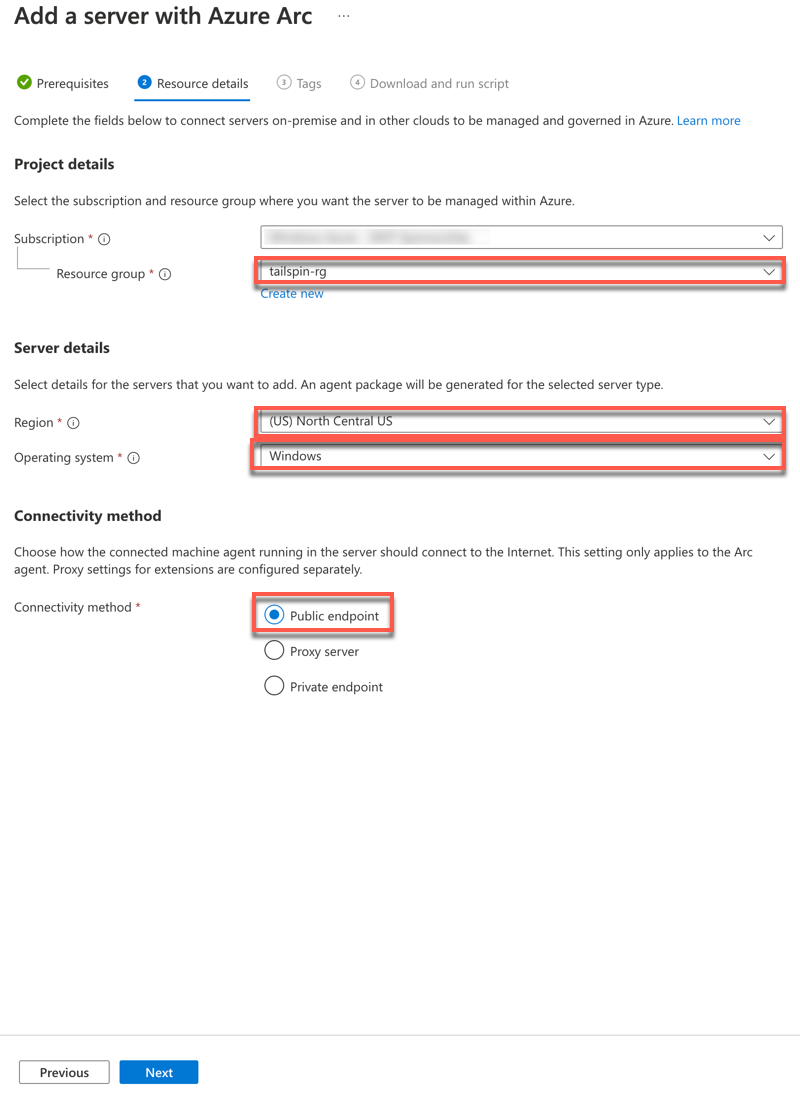 Add a server with Azure Arc ...
Prerequisites 2 Resource details 3 Tags 4 Download and run script
Complete the fields below to connect servers on-premise and in other clouds to be managed and governed in Azure. Learn more
Project details
Select the subscription and resource group where you want the server to be managed within Azure.
Subscription *
Resource group * tailspin-rg
Create new
Server details
Select details for the servers that you want to add. An agent package will be generated for the selected server type.
Region * (US) North Central US
Operating system * Windows
Connectivity method
Choose how the connected machine agent running in the server should connect to the Internet. This setting only applies to the Arc
agent. Proxy settings for extensions are configured separately.
Connectivity method * Public endpoint
Proxy server
Private endpoint
Previous Next